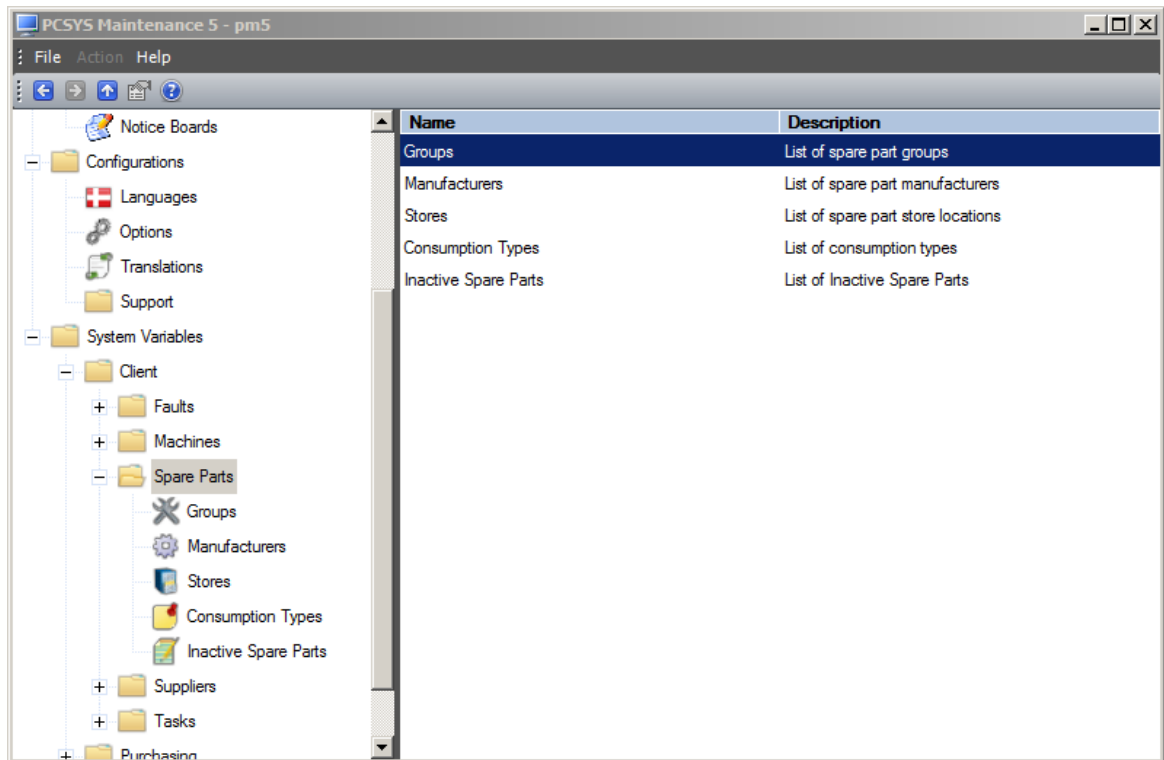 PCSYS Maintenance 5 - pm5
File Action Help
Notice Boards
Configurations
Languages
Options
Translations
Support
System Variables
Client
Faults
Machines
Spare Parts
Groups
Manufacturers
Stores
Consumption Types
Inactive Spare Parts
Suppliers
Tasks
Purchasing
Name Description
Groups List of spare part groups
Manufacturers List of spare part manufacturers
Stores List of spare part store locations
Consumption Types List of consumption types
Inactive Spare Parts List of Inactive Spare Parts